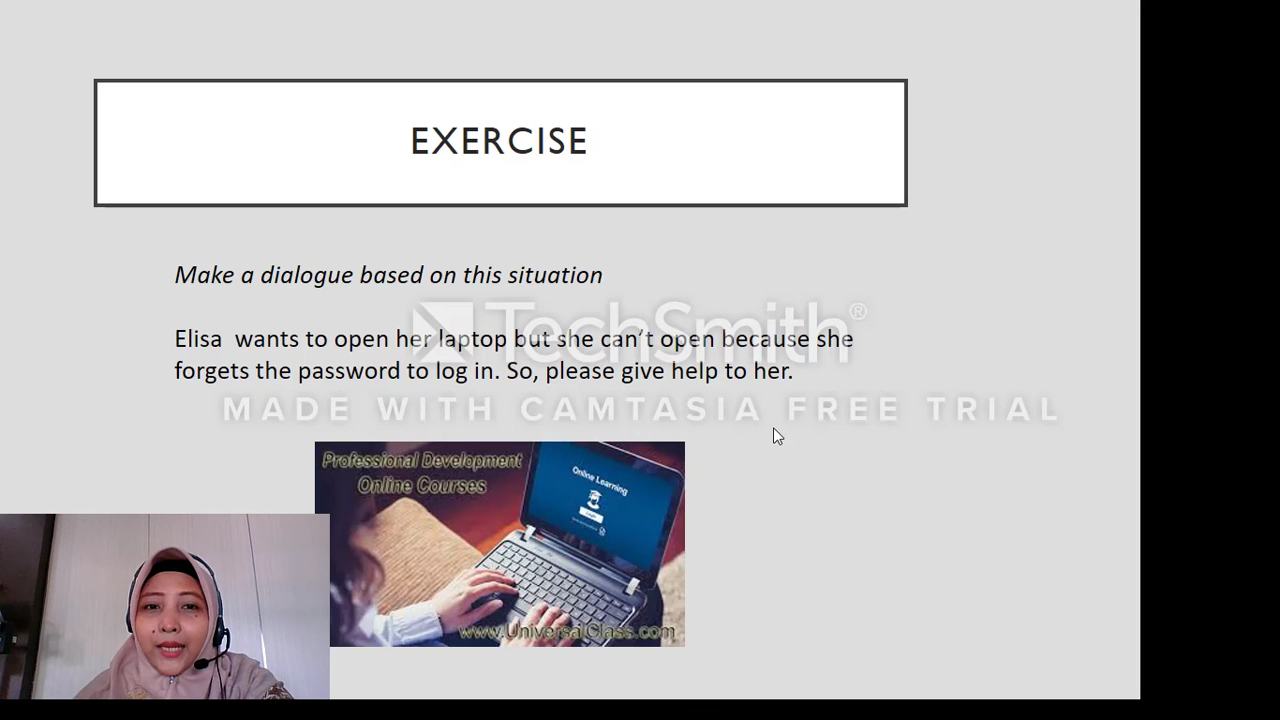 EXERCISE
Make a dialogue based on this situation
Elisa wants to open her laptop but she can't open because she
forgets the password to log in. So, please give help to her.
TechSmith®
MADE WITH CAMTASIA FREE TRIAL
Professional Development
Online Courses
Online Learning
www.UniversalClass.com